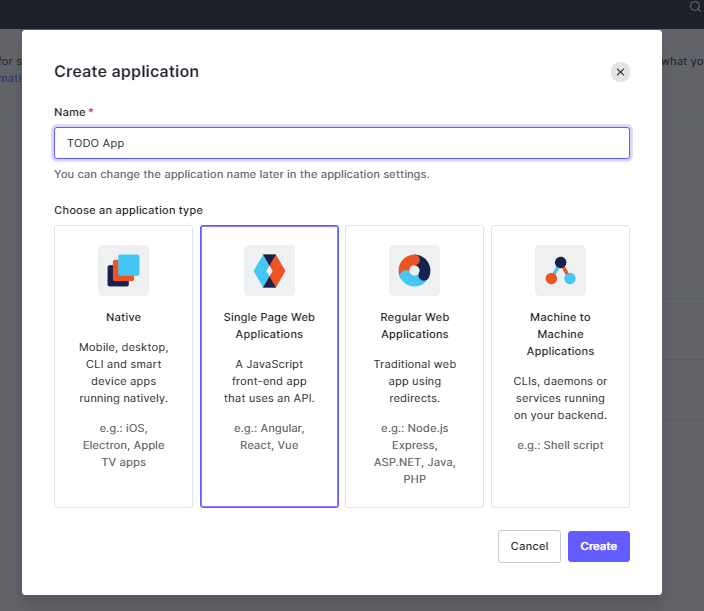 for s
what yo
mati
Create application
Name *
TODO App
You can change the application name later in the application settings.
Choose an application type
Native
Mobile, desktop,
CLI and smart
device apps
running natively.
e.g.: iOS,
Electron, Apple
TV apps
Single Page Web
Applications
A JavaScript
front-end app
that uses an API.
e.g.: Angular,
React, Vue
Regular Web
Applications
Traditional web
app using
redirects.
e.g.: Node.js
Express,
ASP.NET, Java,
PHP
Machine to
Machine
Applications
CLIs, daemons or
services running
on your backend.
e.g.: Shell script
Cancel
Create